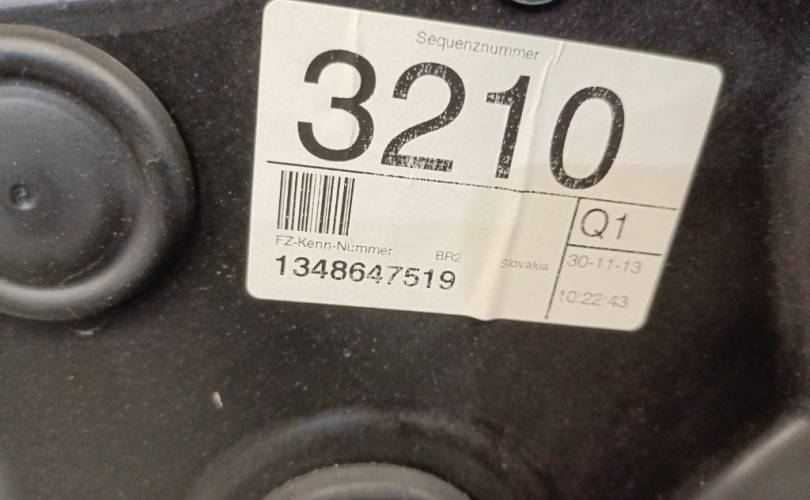 Sequenznummer
3210
FZ-Kenn-Nummer BR2 Slovakia
1348647519
Q1
30-11-13
10:22:43